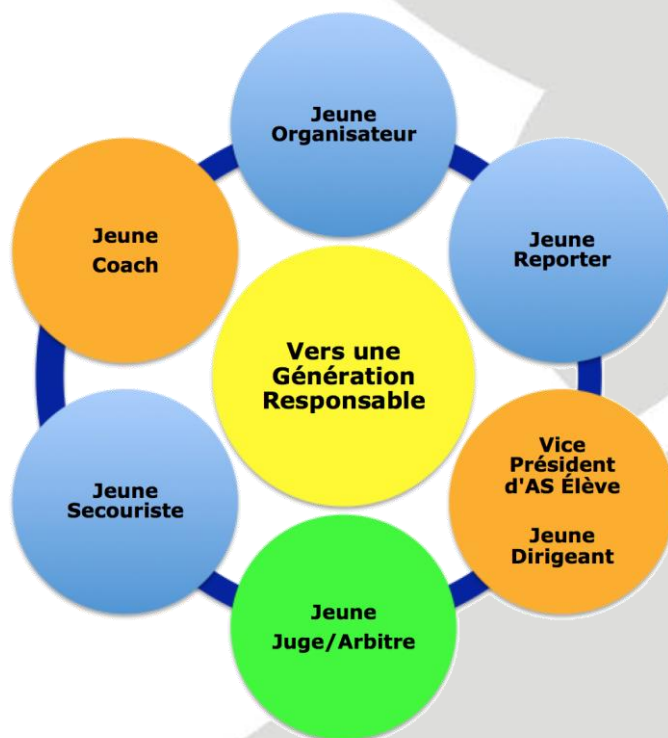 Jeune
Organisateur
Jeune
Coach
Jeune
Reporter
Vers une
Génération
Responsable
Jeune
Secouriste
Vice
Président
d'AS Élève
Jeune
Dirigeant
Jeune
Juge/Arbitre